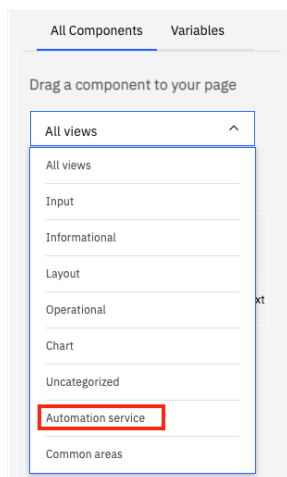 All Components Variables
Drag a component to your page
All views
All views
Input
Informational
Layout
xt
Operational
Chart
Uncategorized
Automation service
Common areas